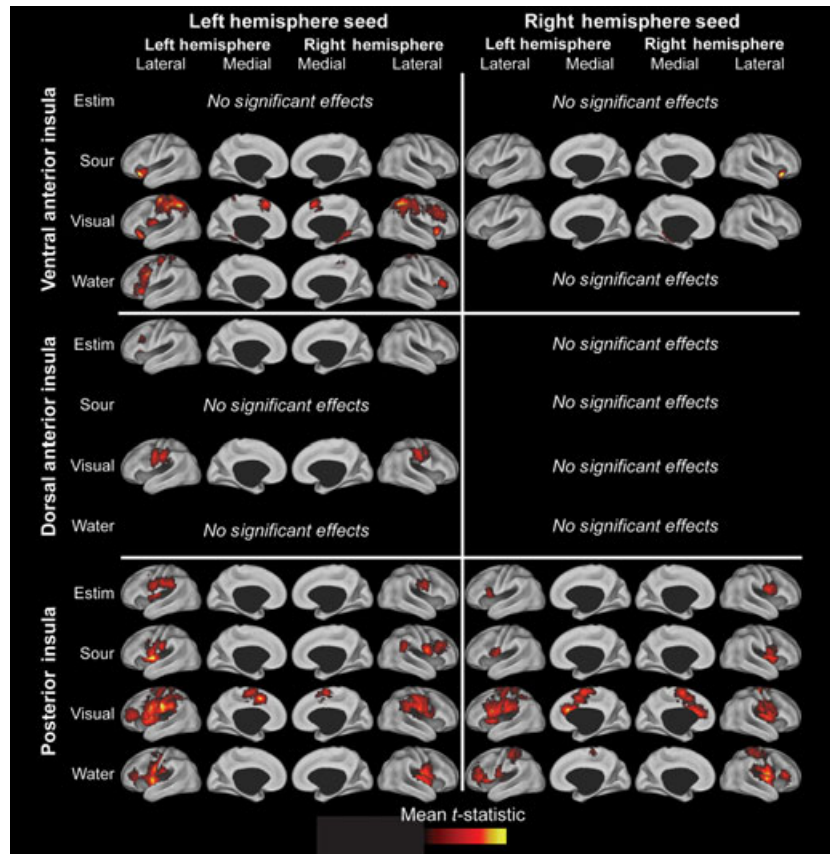 Left hemisphere seed Right hemisphere seed
Left hemisphere Right hemisphere Left hemisphere Right hemisphere
Lateral Medial Medial Lateral Lateral Medial Medial Lateral
Ventral anterior insula
Estim No significant effects No significant effects
Sour
Visual
Water No significant effects
Dorsal anterior insula
Estim No significant effects
Sour No significant effects No significant effects
Visual No significant effects
Water No significant effects No significant effects
Posterior insula
Estim
Sour
Visual
Water
Mean t-statistic